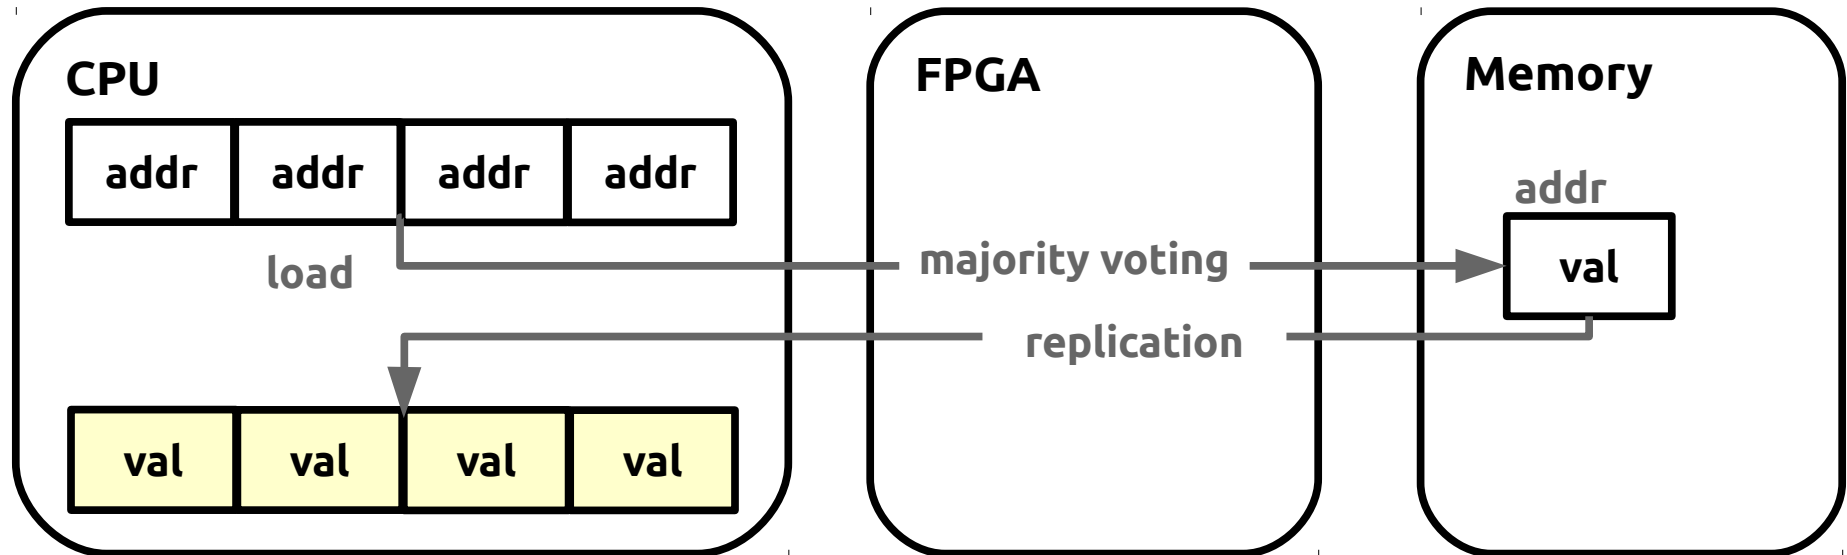 CPU
FPGA
Memory
addr addr addr addr
addr
load
majority voting
val
replication
val val val val